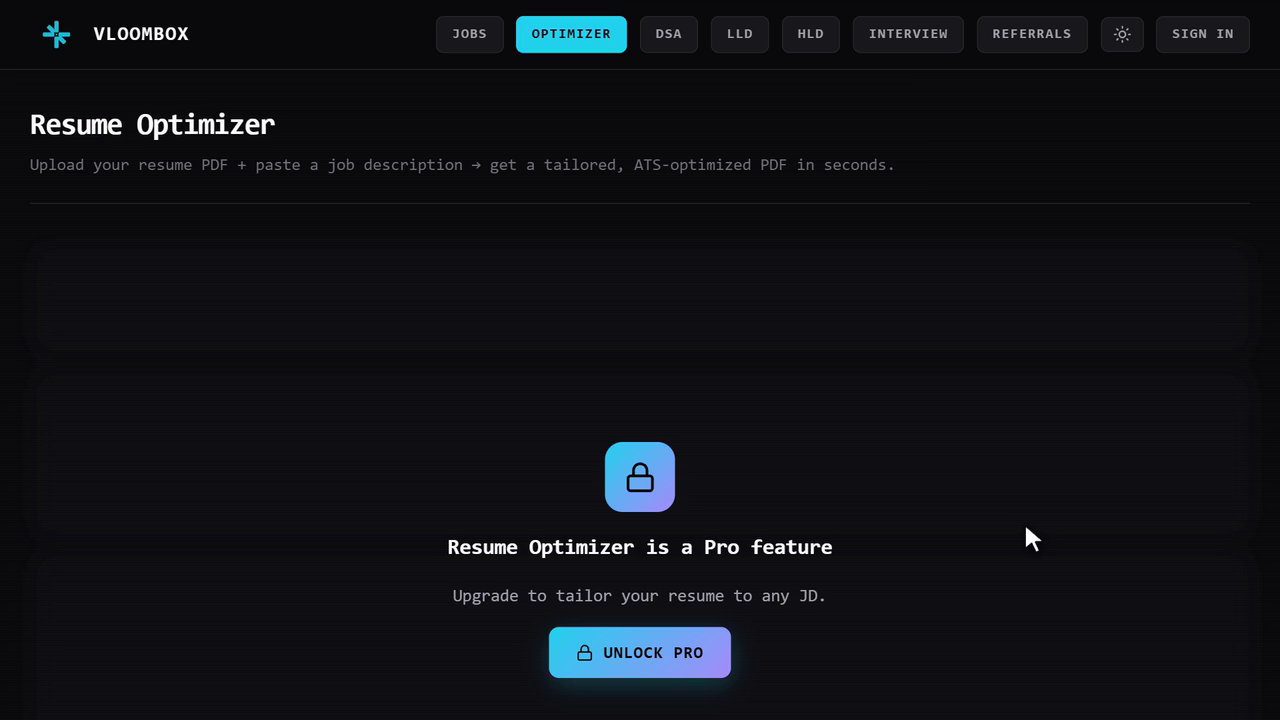 VLOOMBOX
JOBS
OPTIMIZER
DSA
LLD
HLD
INTERVIEW
REFERRALS
SIGN IN
Resume Optimizer
Upload your resume PDF + paste a job description → get a tailored, ATS-optimized PDF in seconds.
Resume Optimizer is a Pro feature
Upgrade to tailor your resume to any JD.
UNLOCK PRO